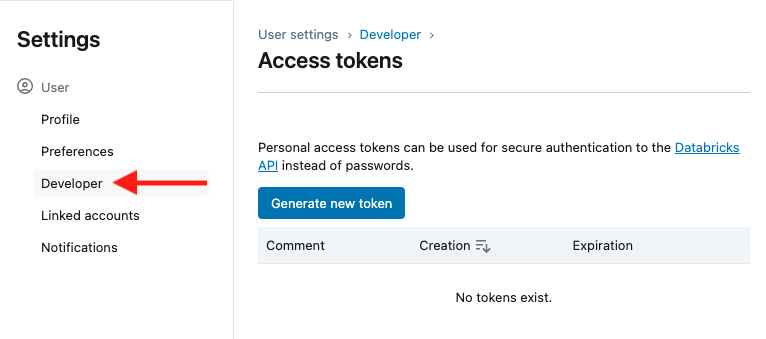 Settings
User
Profile
Preferences
Developer
Linked accounts
Notifications
User settings > Developer >
Access tokens
Personal access tokens can be used for secure authentication to the Databricks
API instead of passwords.
Generate new token
Comment Creation Expiration
No tokens exist.